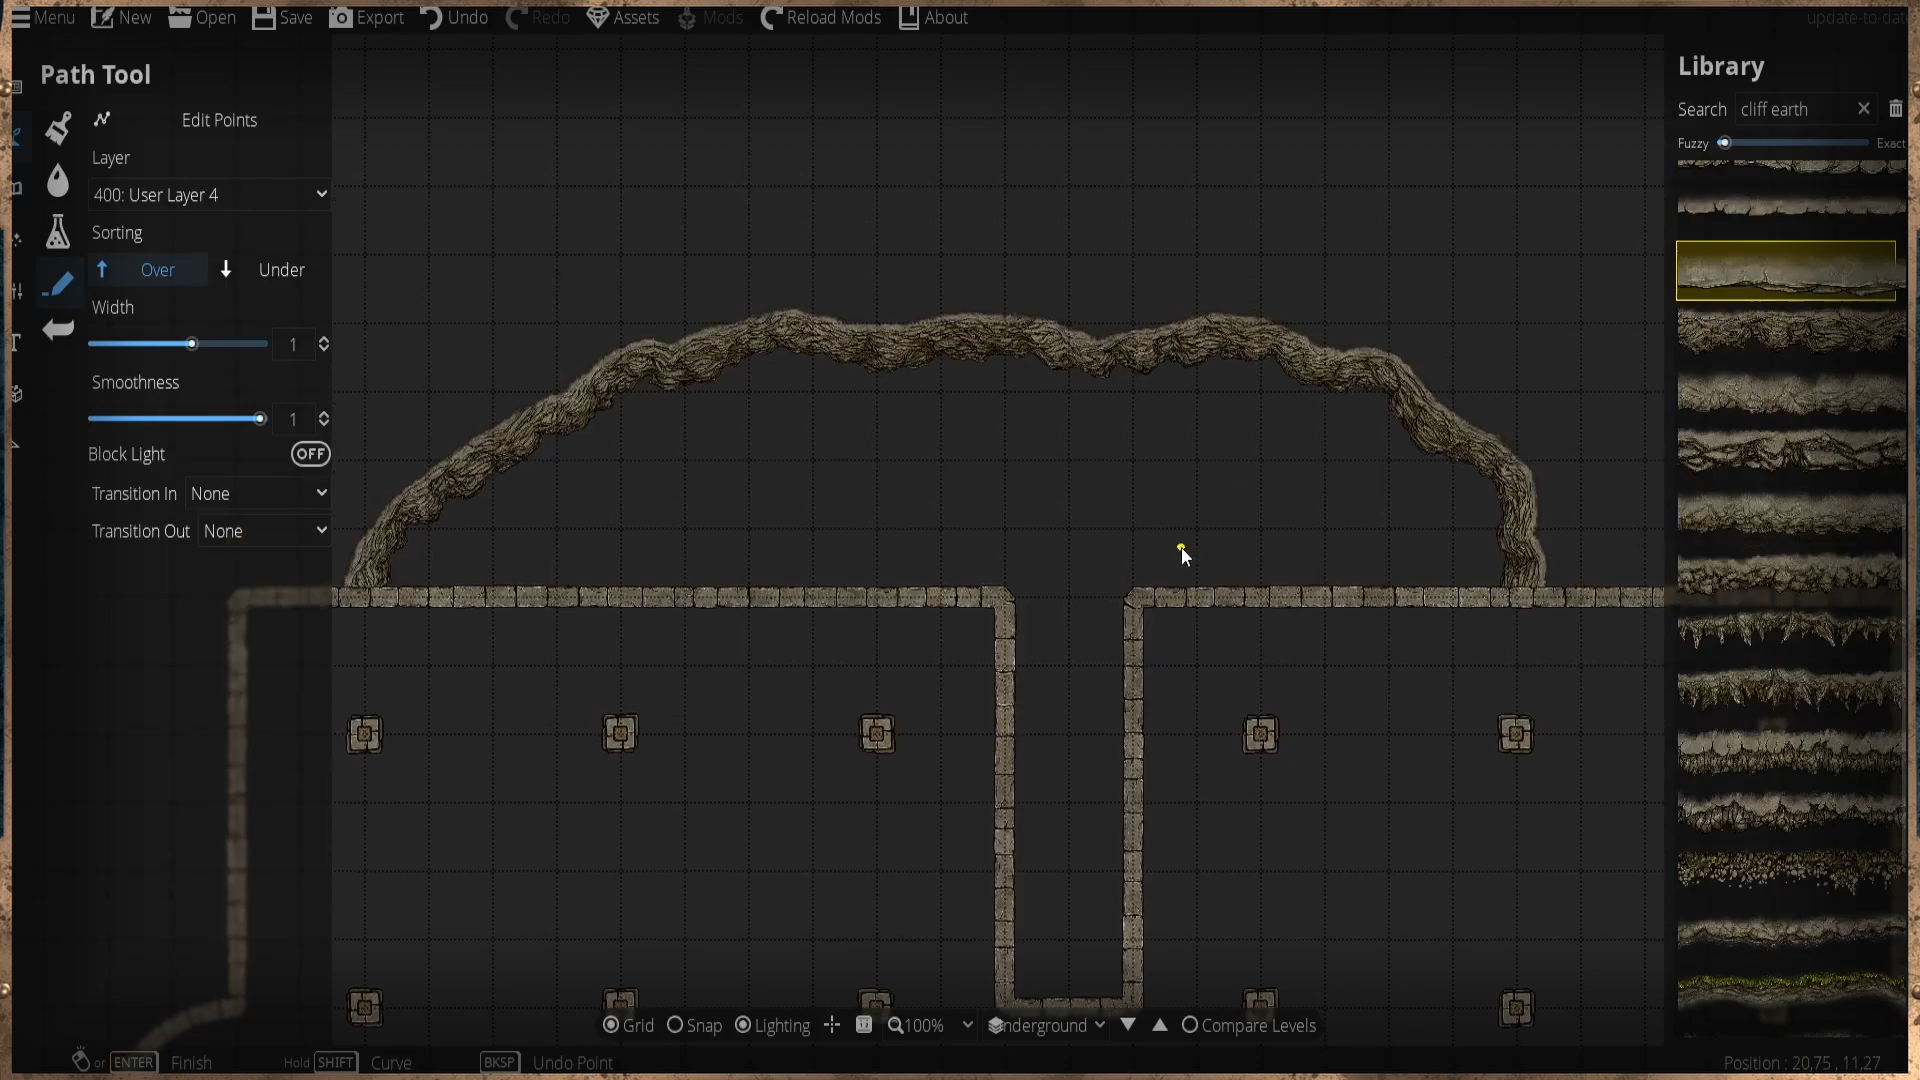 Menu New Open Save Export Undo Redo Assets Mods Reload Mods About update-to-dat
Path Tool
Edit Points
Layer
400: User Layer 4
Sorting
Over Under
Width
1
Smoothness
1
Block Light OFF
Transition In None
Transition Out None
Library
Search cliff earth
Fuzzy Exact
Grid Snap Lighting 100% nderground Compare Levels
or ENTER Finish Hold SHIFT Curve BKSP Undo Point Position : 20,75 , 11,27